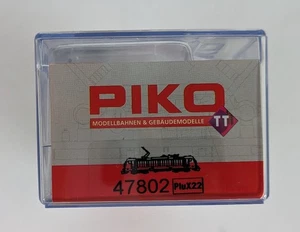 PIKO
MODELLBAHNEN & GEBÄUDEMODELLE TT
47802 PluX22